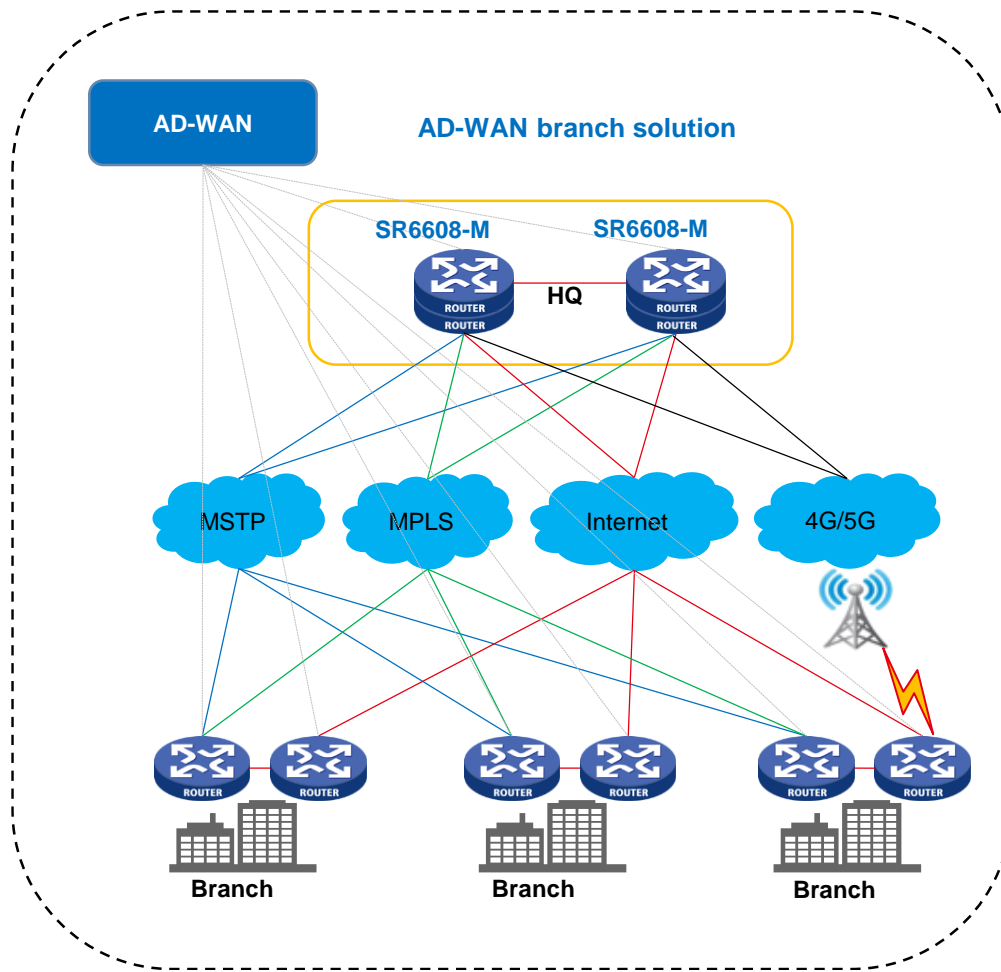 AD-WAN
AD-WAN branch solution
SR6608-M
SR6608-M
ROUTER
ROUTER
HQ
ROUTER
ROUTER
MSTP
MPLS
Internet
4G/5G
ROUTER
ROUTER
ROUTER
ROUTER
ROUTER
ROUTER
Branch
Branch
Branch